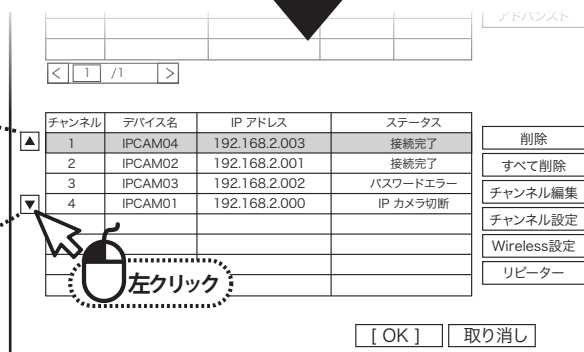 アドバンスト
< 1 /1 >
チャンネル デバイス名 IP アドレス ステータス
1 IPCAM04 192.168.2.003 接続完了
2 IPCAM02 192.168.2.001 接続完了
3 IPCAM03 192.168.2.002 パスワードエラー
4 IPCAM01 192.168.2.000 IP カメラ切断
▲
▼
削除
すべて削除
チャンネル編集
チャンネル設定
Wireless設定
リピーター
左クリック
[ OK ] 取り消し